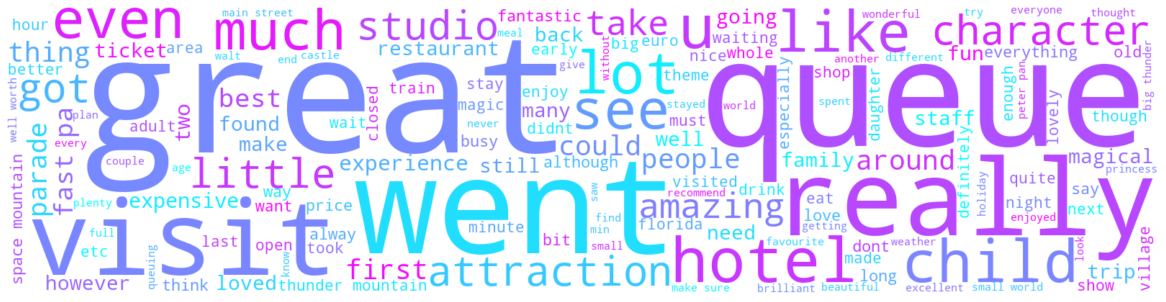 great
queue
went
really
visit
even
much
studio
take
u
like
character
main street
hour
thing
ticket
area
better
walt
end
castle
meal
restaurant
fantastic
early
back
big
euro
going
waiting
nice
whole
without
give
try
everyone
thought
wonderful
another
different
fun
everything
old
shop
got
lot
see
theme
best
train
stay
enjoy
stayed
world
must
spent
especially
daughter
enough
peter pan
lovely
though
big thunder
well worth
plan
every
adult
two
found
make
wait
closed
magic
busy
many
never
didnt
could
well
staff
definitely
parade
fast pa
couple
age
little
experience
still
although
people
family
around
magical
princess
space mountain
plenty
expensive
way
want
price
alway
visited
drink
amazing
saw
recommend
florida
need
eat
love
getting
holiday
quite
night
enjoyed
say
next
full
etc
last
open
took
minute
bit
find
min
small
favourite
dont
made
long
weather
child
look
trip
show
village
however
queuing
think
loved
know
thunder
first
mountain
attraction
make sure
hotel
brilliant
beautiful
excellent
small world